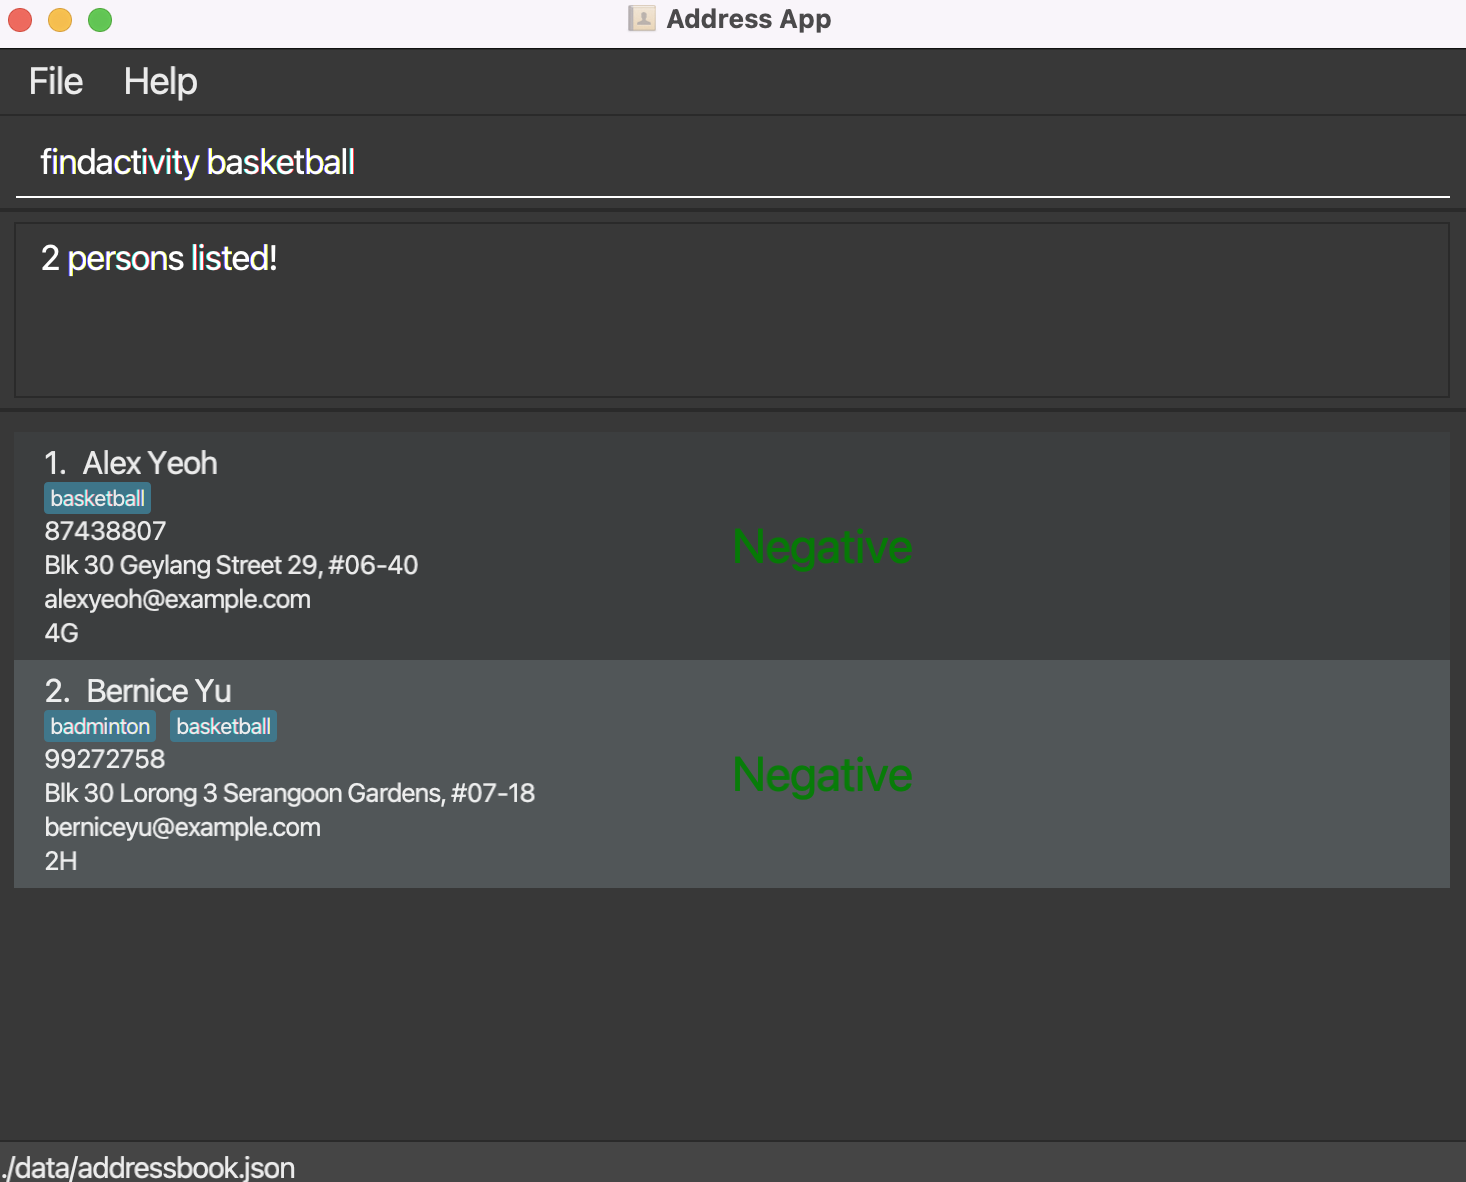 Address App
File Help
findactivity basketball
2 persons listed!
1. Alex Yeoh
basketball
87438807
Blk 30 Geylang Street 29, #06-40
alexyeoh@example.com
4G
Negative
2. Bernice Yu
badminton basketball
99272758
Blk 30 Lorong 3 Serangoon Gardens, #07-18
berniceyu@example.com
2H
Negative
./data/addressbook.json